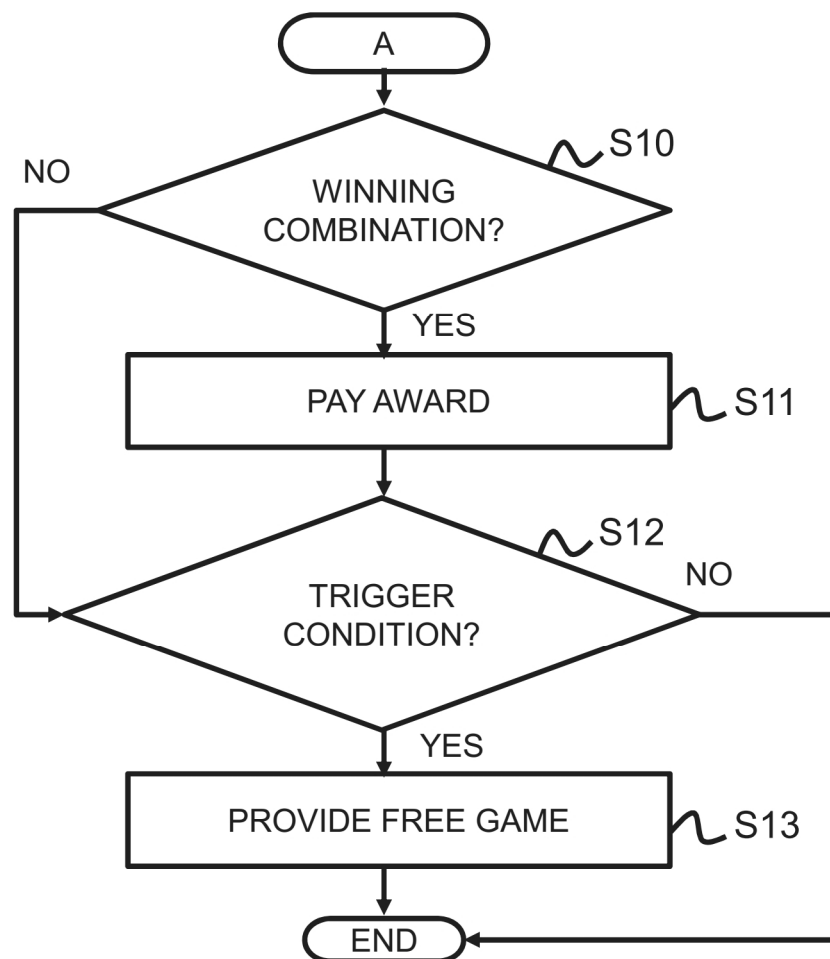 A
S10
NO
WINNING
COMBINATION?
YES
PAY AWARD
S11
S12
NO
TRIGGER
CONDITION?
YES
PROVIDE FREE GAME
S13
END